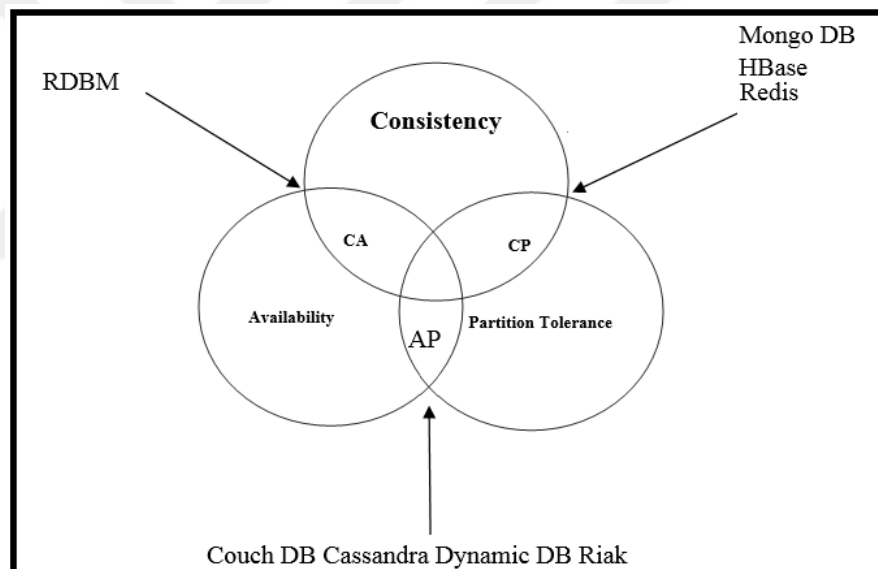 Mongo DB
RDBM
HBase
Redis
Consistency
CA
CP
Availability
Partition Tolerance
AP
Couch DB Cassandra Dynamic DB Riak